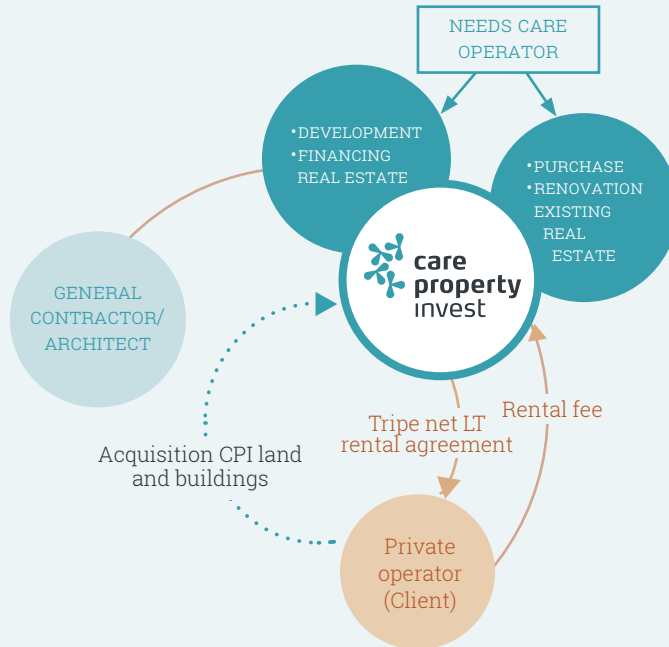 NEEDS CARE
OPERATOR
•DEVELOPMENT
•FINANCING
REAL ESTATE
•PURCHASE
•RENOVATION
EXISTING
REAL
ESTATE
care
property
invest
GENERAL
CONTRACTOR/
ARCHITECT
Acquisition CPI land
and buildings
Tripe net LT
rental agreement
Rental fee
Private
operator
(Client)